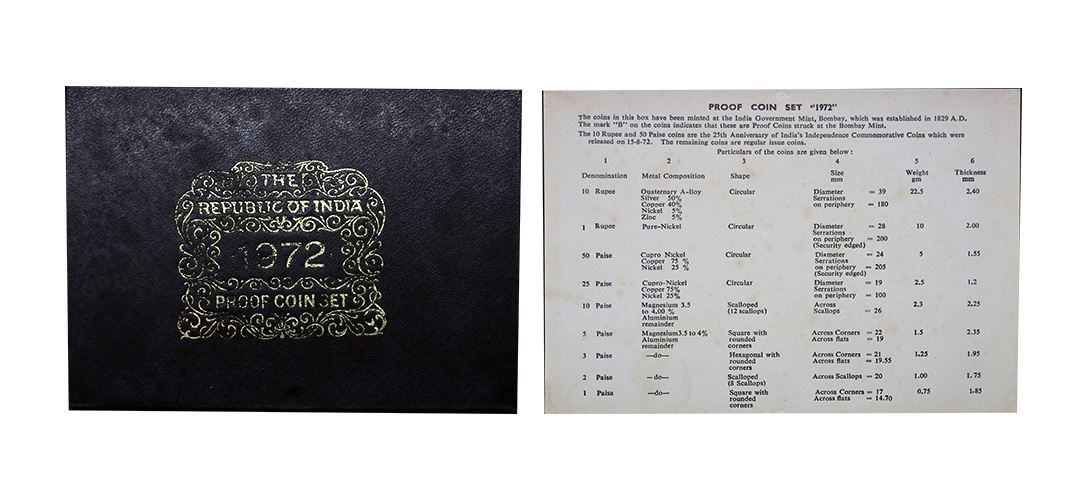 THE
REPUBLIC OF INDIA
1972
PROOF COIN SET
PROOF COIN SET "1972"
The coins in this box have been minted at the India Government Mint, Bombay, which was established in 1829 A.D.
The mark "B" on the coins indicates that these are Proof Coins struck at the Bombay Mint.
The 10 Rupee and 50 Paise coins are the 25th Anniversary of India's Independence Commemorative Coins which were
released on 15-8-72. The remaining coins are regular issue coins.
Particulars of the coins are given below :
1 2 3 4 5 6
Denomination Metal Composition Shape Size mm Weight gm Thickness mm
10 Rupee Quaternary A-lloy Circular Diameter = 39 22.5 2.40
Silver 50% Serrations
Copper 40% on periphery = 180
Nickel 5%
Zinc 5%
1 Rupee Pure-Nickel Circular Diameter = 28 10 2.00
Serrations
on periphery = 200
(Security edged)
50 Paise Cupro Nickel Circular Diameter = 24 5 1.55
Copper 75 % Serrations
Nickel 25 % on periphery = 205
(Security edged)
25 Paise Cupro-Nickel Circular Diameter = 19 2.5 1.2
Copper 75% Serrations
Nickel 25% on periphery = 100
10 Paise Magnesium 3.5 Scalloped Across 2.3 2.25
to 4.00 % (12 scallops) Scallops = 26
Aluminium
remainder
5 Paise Magnesium 3.5 to 4% Square with Across Corners = 22 1.5 2.35
Aluminium rounded Across flats = 19
remainder corners
3 Paise —do— Hexagonal with Across Corners = 21 1.25 1.95
rounded Across flats = 19.55
corners
2 Paise —do— Scalloped Across Scallops = 20 1.00 1.75
(8 Scallops)
1 Paisa —do— Square with Across Corners = 17 0.75 1.85
rounded Across flats = 14.70
corners